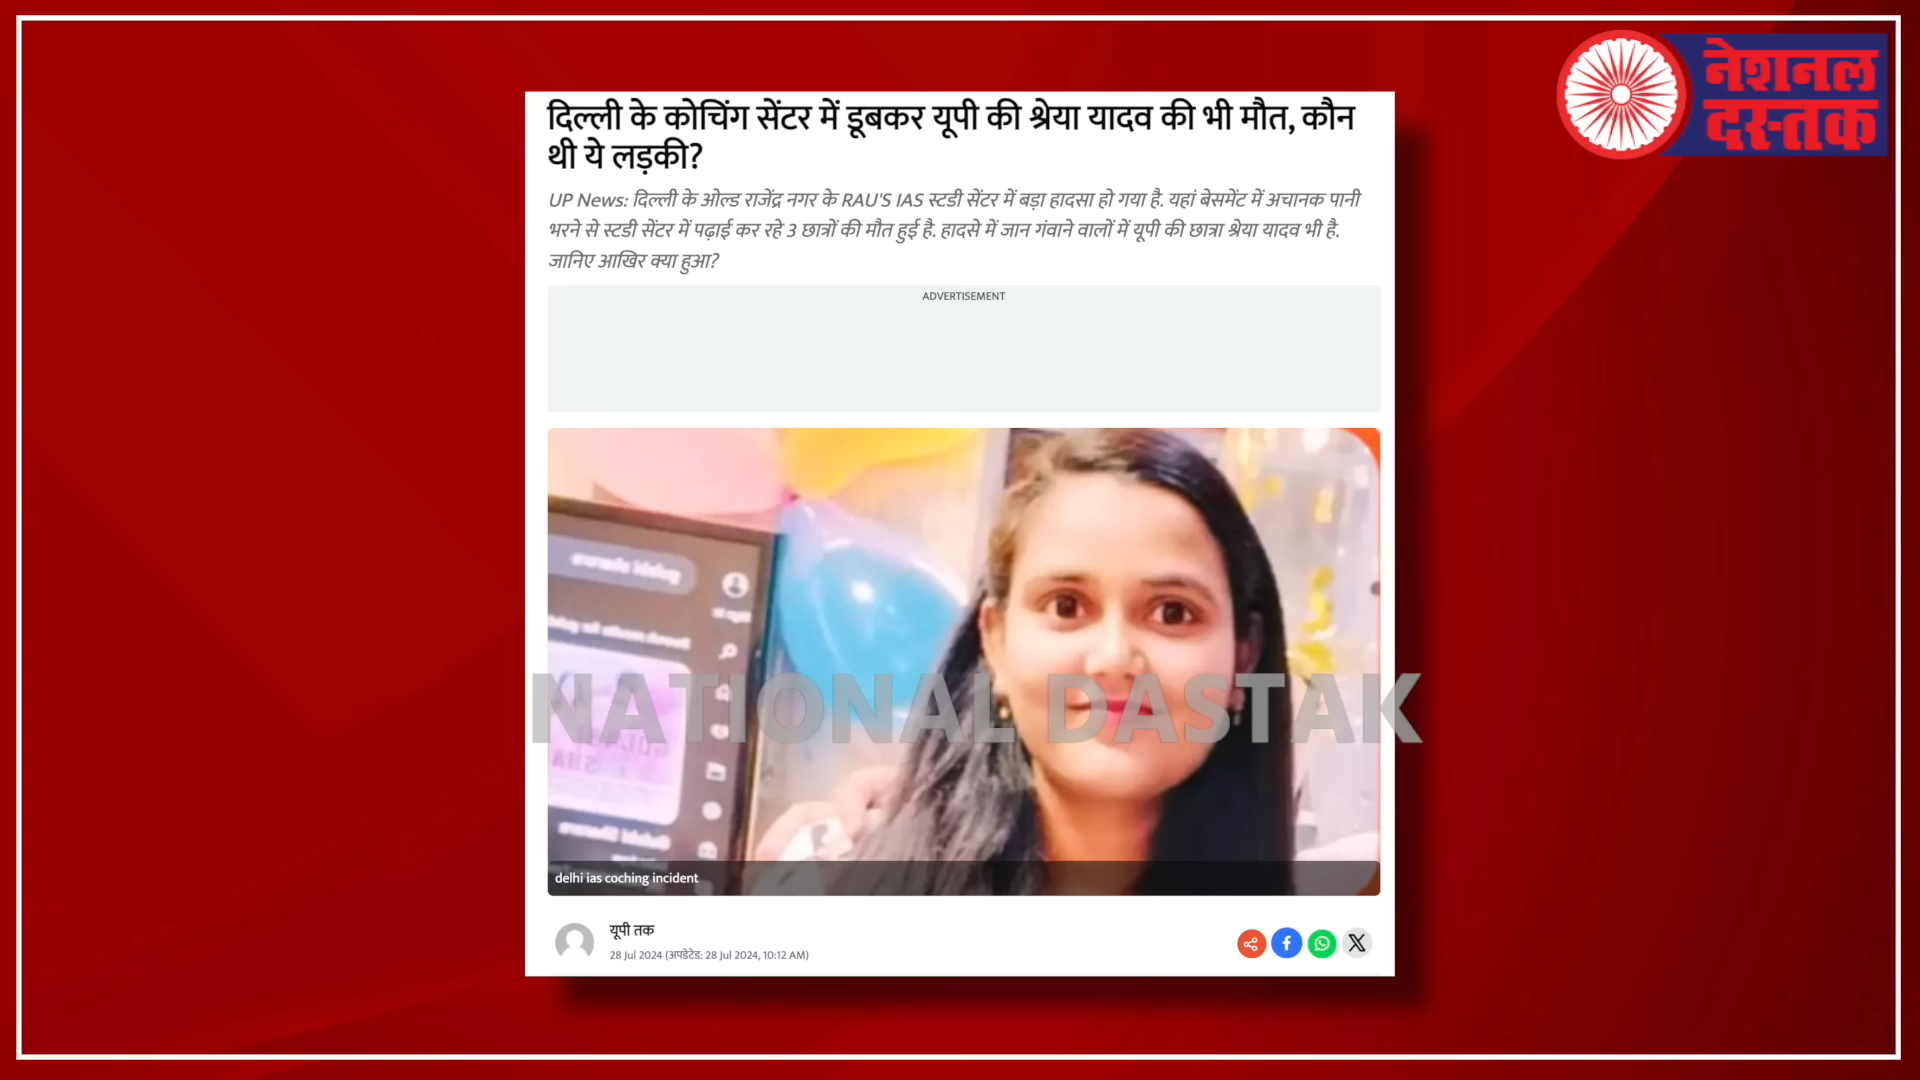 नेशनल
दस्तक
दिल्ली के कोचिंग सेंटर में डूबकर यूपी की श्रेया यादव की भी मौत, कौन
थी ये लड़की?
UP News: दिल्ली के ओल्ड राजेंद्र नगर के RAU'S IAS स्टडी सेंटर में बड़ा हादसा हो गया है. यहां बेसमेंट में अचानक पानी
भरने से स्टडी सेंटर में पढ़ाई कर रहे 3 छात्रों की मौत हुई है. हादसे में जान गंवाने वालों में यूपी की छात्रा श्रेया यादव भी है.
जानिए आखिर क्या हुआ?
ADVERTISEMENT
NATIONAL DASTAK
delhi ias coching incident
यूपी तक
28 Jul 2024 (अपडेटेड: 28 Jul 2024, 10:12 AM)